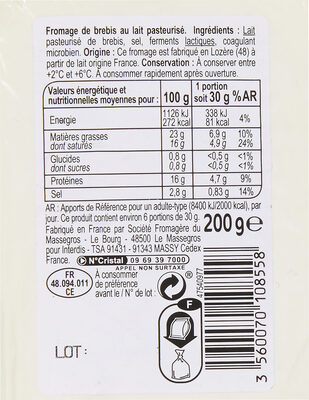 Fromage de brebis au lait pasteurisé. Ingrédients : Lait
pasteurisé de brebis, sel, ferments lactiques, coagulant
microbien. Origine : Ce fromage est fabriqué en Lozère (48) à
partir de lait origine France. Conservation : A conserver entre
+2°C et +6°C. A consommer rapidement après ouverture.
Valeurs énergétique et nutritionnelles moyennes pour : 100 g 1 portion soit 30 g %AR
Energie 1126 kJ 272 kcal 338 kJ 81 kcal 4%
Matières grasses 23 g 6,9 g 10%
dont saturés 16 g 4,9 g 24%
Glucides 0,8 g <0,5 g <1%
dont sucres 0,8 g <0,5 g <1%
Protéines 16 g 4,7 g 9%
Sel 2,8 g 0,83 g 14%
AR : Apports de Référence pour un adulte-type (8400 kJ/2000 kcal), par
jour. Ce produit contient environ 6 portions de 30 g.
Fabriqué en France par Société Fromagère du
Massegros - Le Bourg - 48500 Le Massegros
pour Interdis - TSA 91431 - 91343 MASSY Cedex
France.
200 g e
N°Cristal 09 69 39 7000
APPEL NON SURTAXÉ
FR
48.094.011
CE
À consommer
de préférence
avant le / N° de lot :
47540977
F
LOT :
3 560070 108558